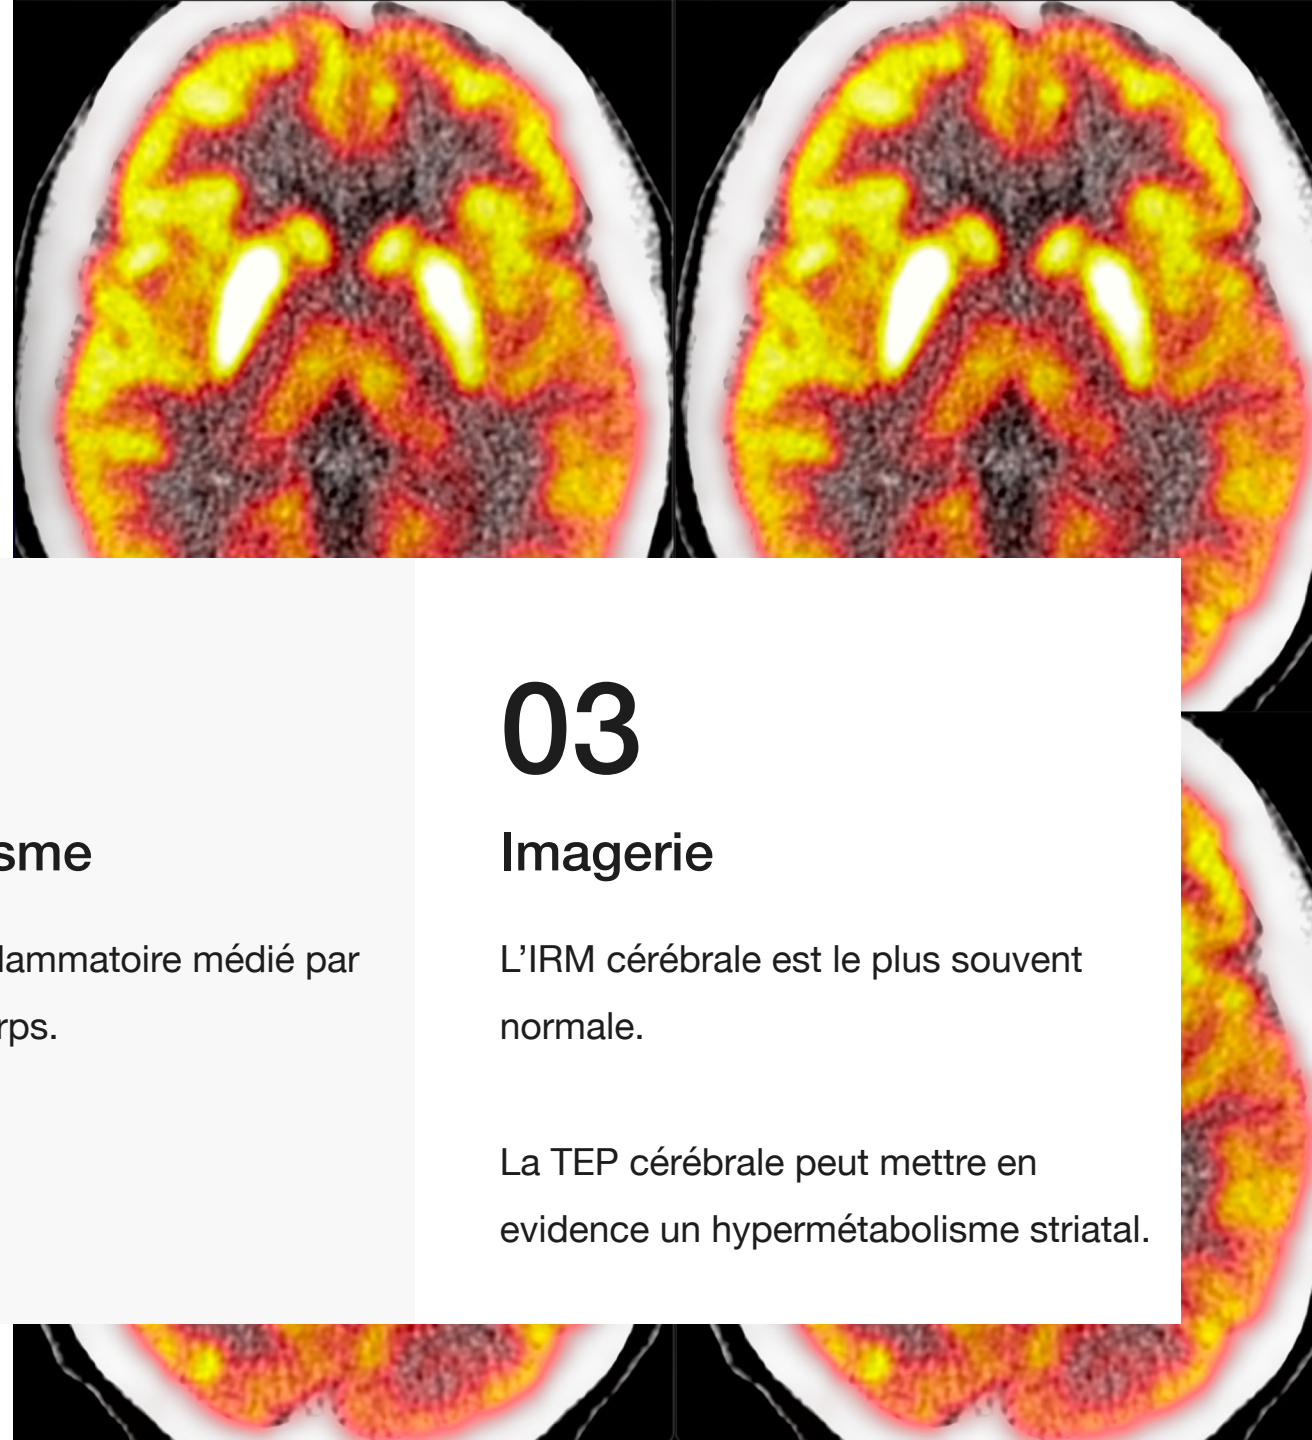 sme
lammatoire médié par
rps.
03
Imagerie
L’IRM cérébrale est le plus souvent
normale.
La TEP cérébrale peut mettre en
evidence un hypermétabolisme striatal.